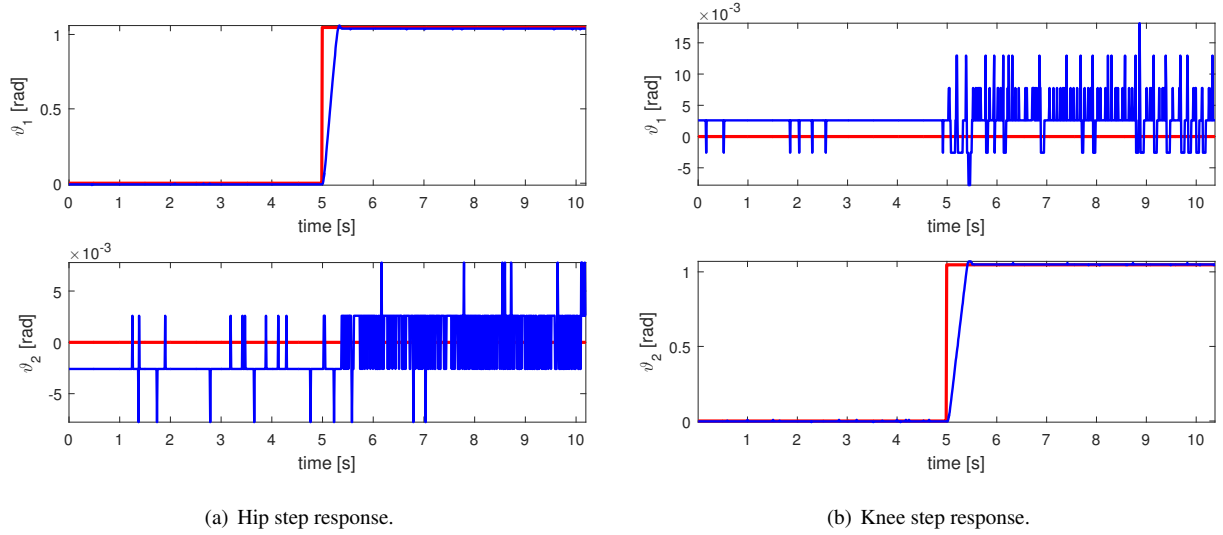 1
0.5
0
ϑ1 [rad]
0 1 2 3 4 5 6 7 8 9 10
time [s]
×10-3
5
0
-5
ϑ2 [rad]
0 1 2 3 4 5 6 7 8 9 10
time [s]
(a) Hip step response.
×10-3
15
10
5
0
-5
ϑ1 [rad]
0 1 2 3 4 5 6 7 8 9 10
time [s]
1
0.5
0
ϑ2 [rad]
1 2 3 4 5 6 7 8 9 10
time [s]
(b) Knee step response.